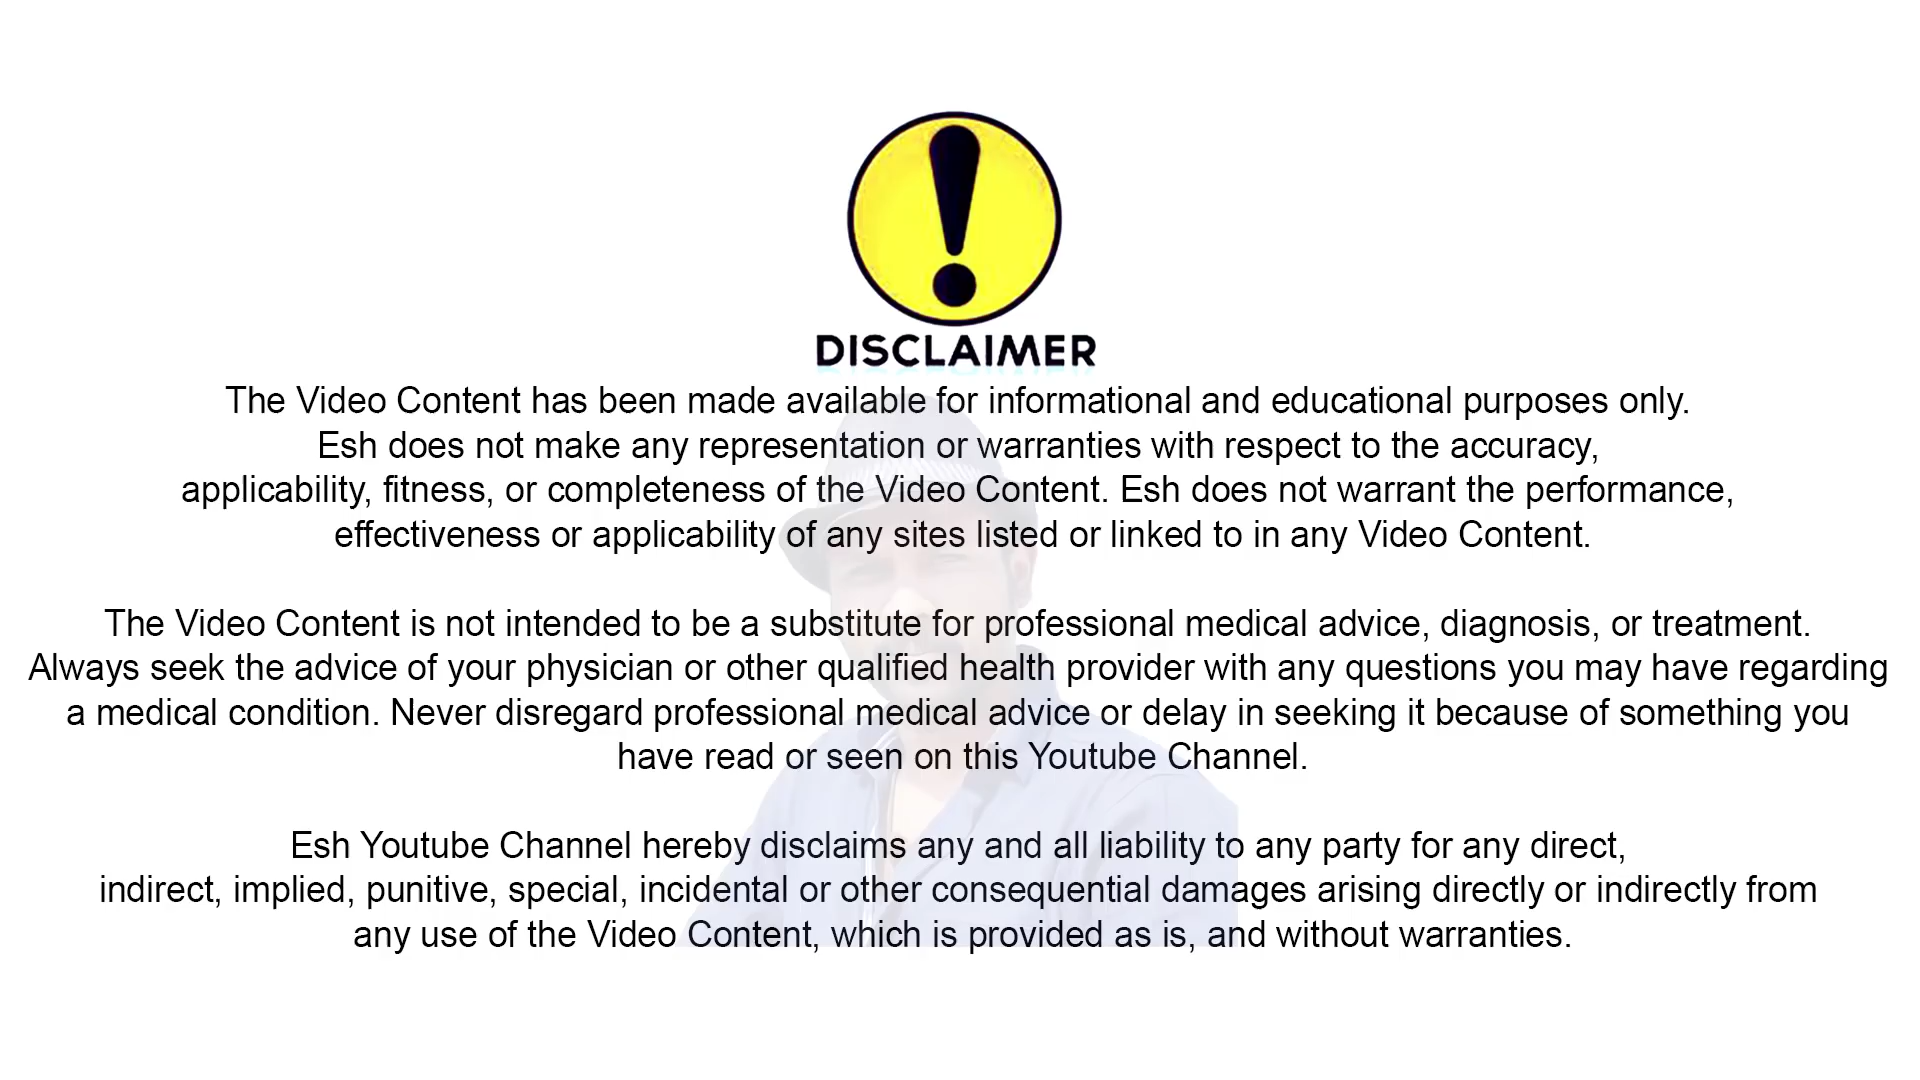 DISCLAIMER
The Video Content has been made available for informational and educational purposes only.
Esh does not make any representation or warranties with respect to the accuracy,
applicability, fitness, or completeness of the Video Content. Esh does not warrant the performance,
effectiveness or applicability of any sites listed or linked to in any Video Content.
The Video Content is not intended to be a substitute for professional medical advice, diagnosis, or treatment.
Always seek the advice of your physician or other qualified health provider with any questions you may have regarding
a medical condition. Never disregard professional medical advice or delay in seeking it because of something you
have read or seen on this Youtube Channel.
Esh Youtube Channel hereby disclaims any and all liability to any party for any direct,
indirect, implied, punitive, special, incidental or other consequential damages arising directly or indirectly from
any use of the Video Content, which is provided as is, and without warranties.